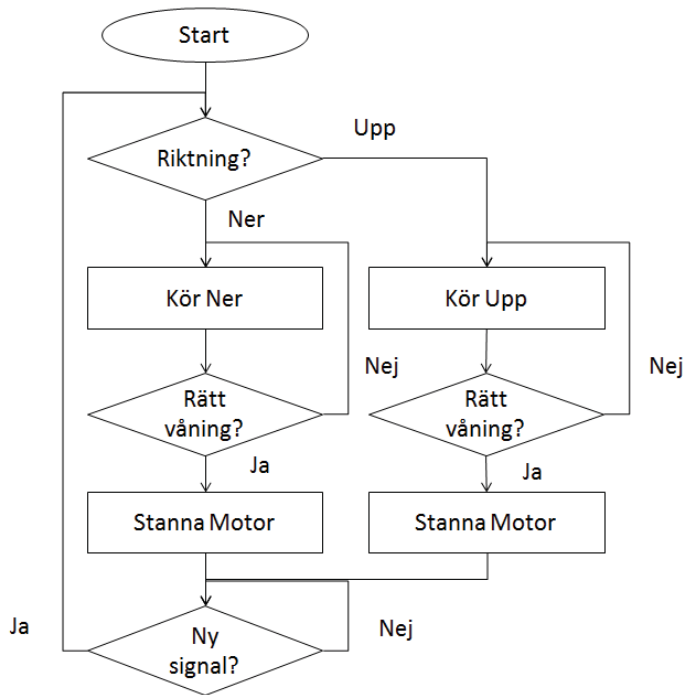 Start
Riktning?
Upp
Ner
Kör Ner
Kör Upp
Nej
Nej
Rätt
våning?
Rätt
våning?
Ja
Ja
Stanna Motor
Stanna Motor
Ja
Ny
signal?
Nej